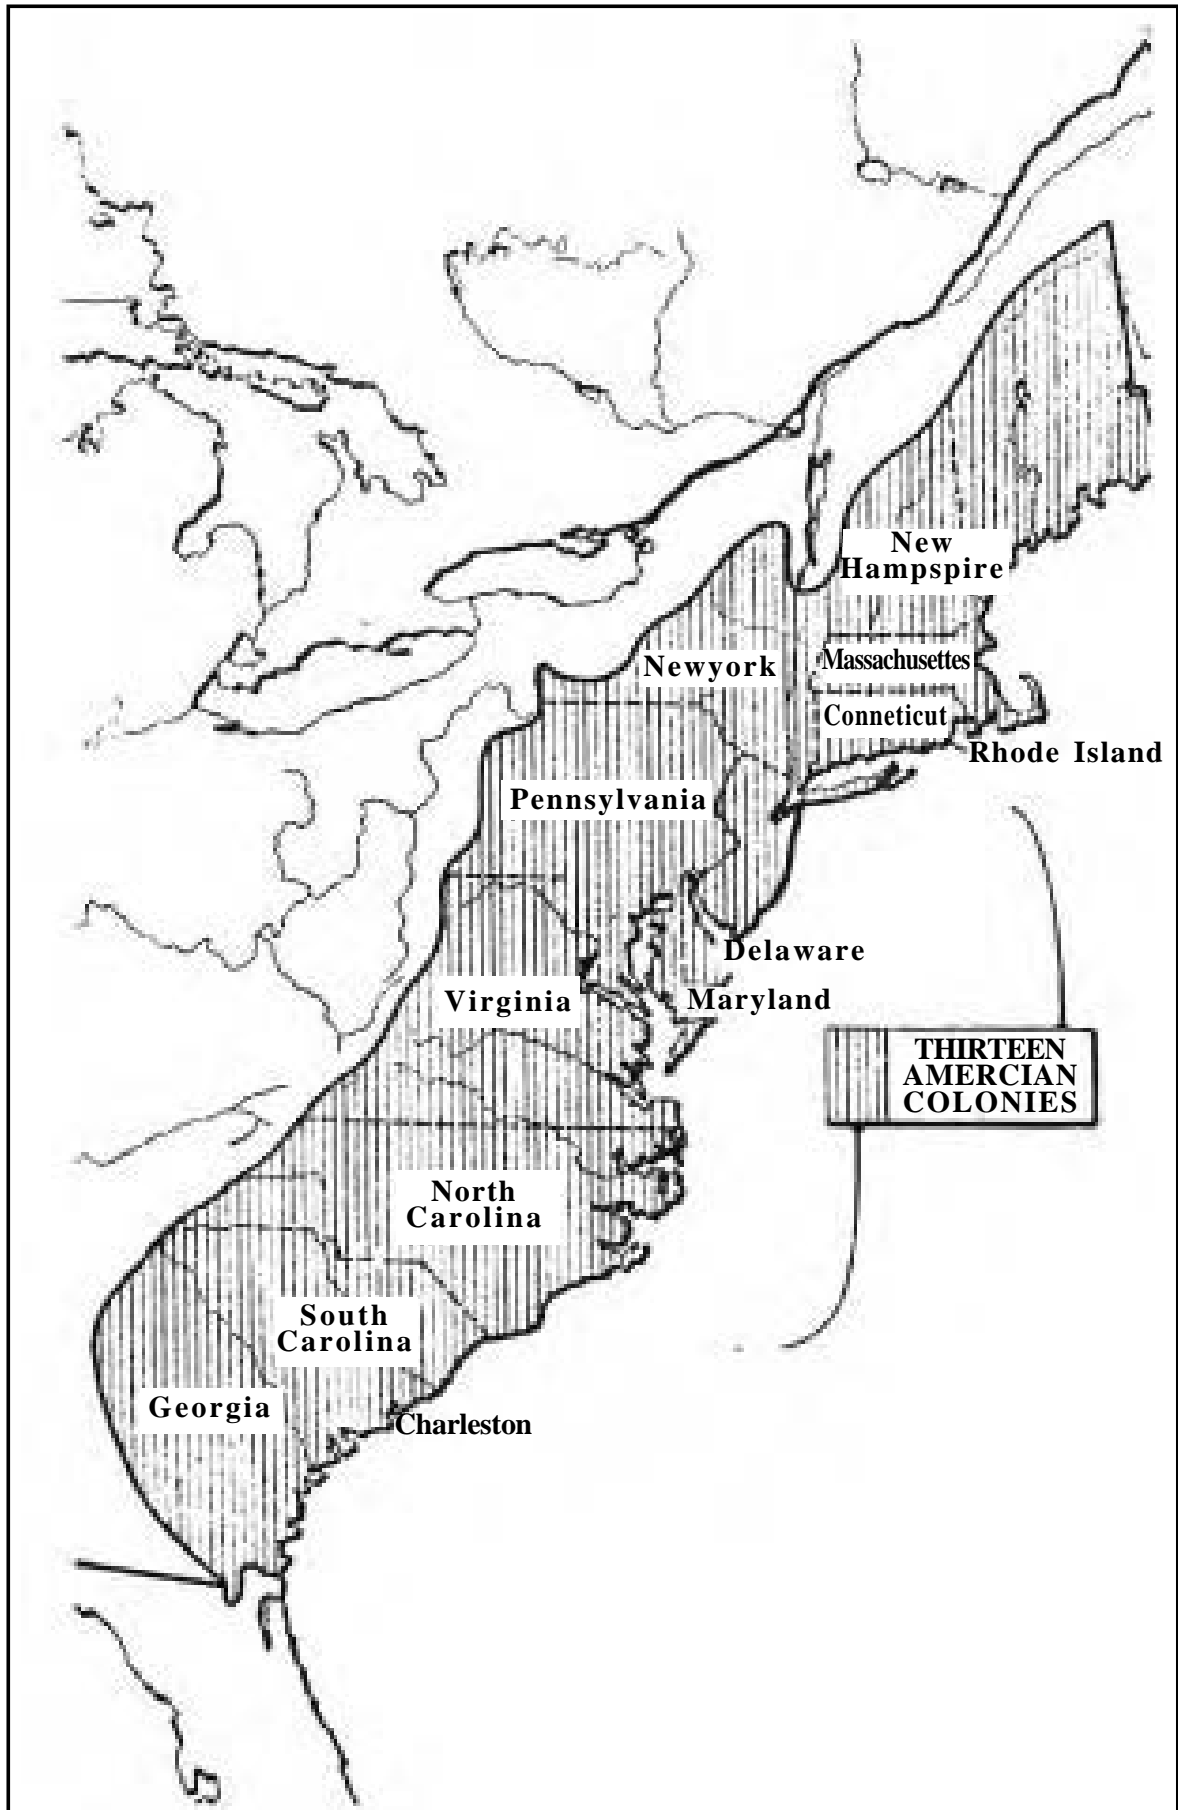 New
Hampspire
Massachusettes
Newyork
Conneticut
Rhode Island
Pennsylvania
Delaware
Maryland
Virginia
THIRTEEN
AMERCIAN
COLONIES
North
Carolina
South
Carolina
Georgia
Charleston